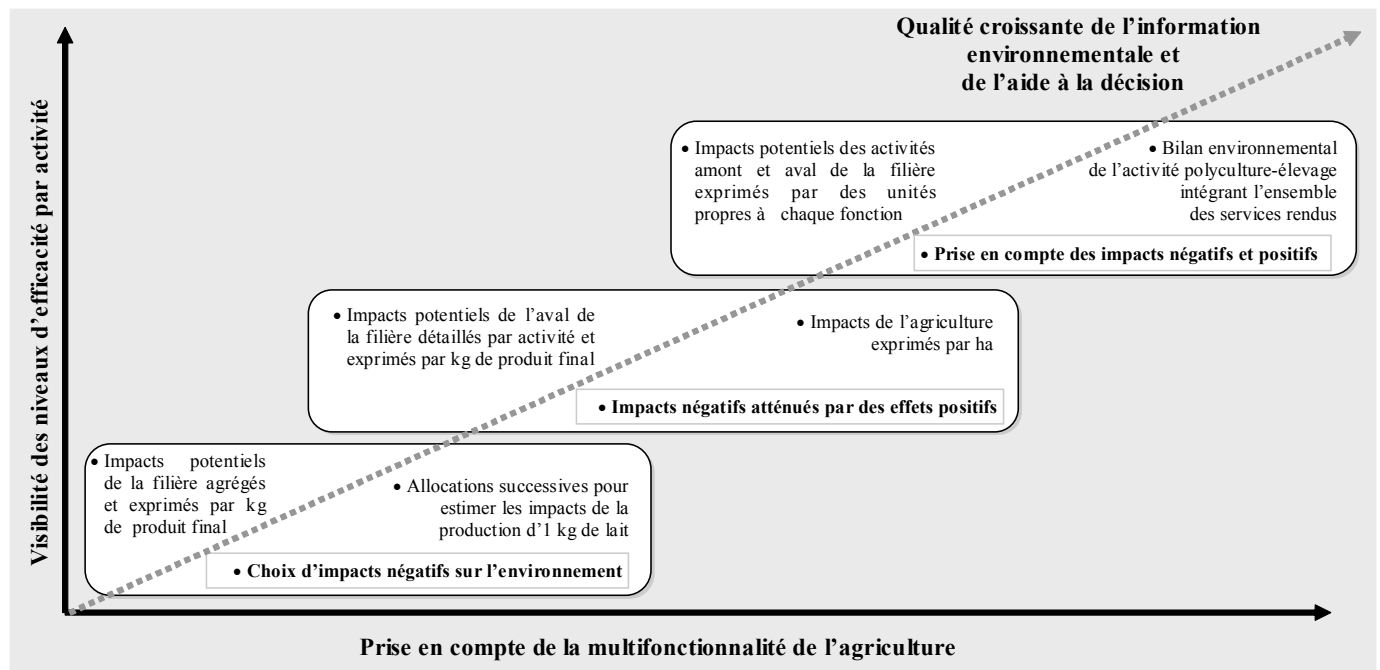 Qualité croissante de l’information
environnementale et
de l’aide à la décision
Visibilité des niveaux d’efficacité par activité
• Impacts potentiels des activités
amont et aval de la filière
exprimés par des unités
propres à chaque fonction
• Bilan environnemental
de l’activité polyculture-élevage
intégrant l’ensemble
des services rendus
• Prise en compte des impacts négatifs et positifs
• Impacts potentiels de l’aval de
la filière détaillés par activité et
exprimés par kg de produit final
• Impacts de l’agriculture
exprimés par ha
• Impacts négatifs atténués par des effets positifs
• Impacts potentiels
de la filière agrégés
et exprimés par kg
de produit final
• Allocations successives pour
estimer les impacts de la
production d’1 kg de lait
• Choix d’impacts négatifs sur l’environnement
Prise en compte de la multifonctionnalité de l’agriculture